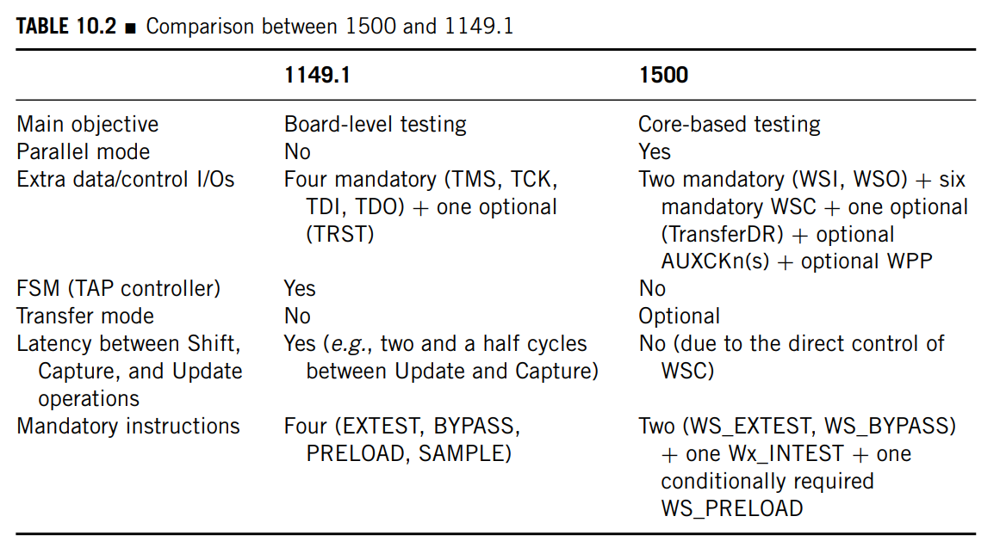 TABLE 10.2 ■ Comparison between 1500 and 1149.1
1149.1 1500
Main objective Board-level testing Core-based testing
Parallel mode No Yes
Extra data/control I/Os Four mandatory (TMS, TCK, Two mandatory (WSI, WSO) + six
TDI, TDO) + one optional mandatory WSC + one optional
(TRST) (TransferDR) + optional
AUXCKn(s) + optional WPP
FSM (TAP controller) Yes No
Transfer mode No Optional
Latency between Shift, Yes (e.g., two and a half cycles No (due to the direct control of
Capture, and Update between Update and Capture) WSC)
operations
Mandatory instructions Four (EXTEST, BYPASS, Two (WS_EXTEST, WS_BYPASS)
PRELOAD, SAMPLE) + one Wx_INTEST + one
conditionally required
WS_PRELOAD